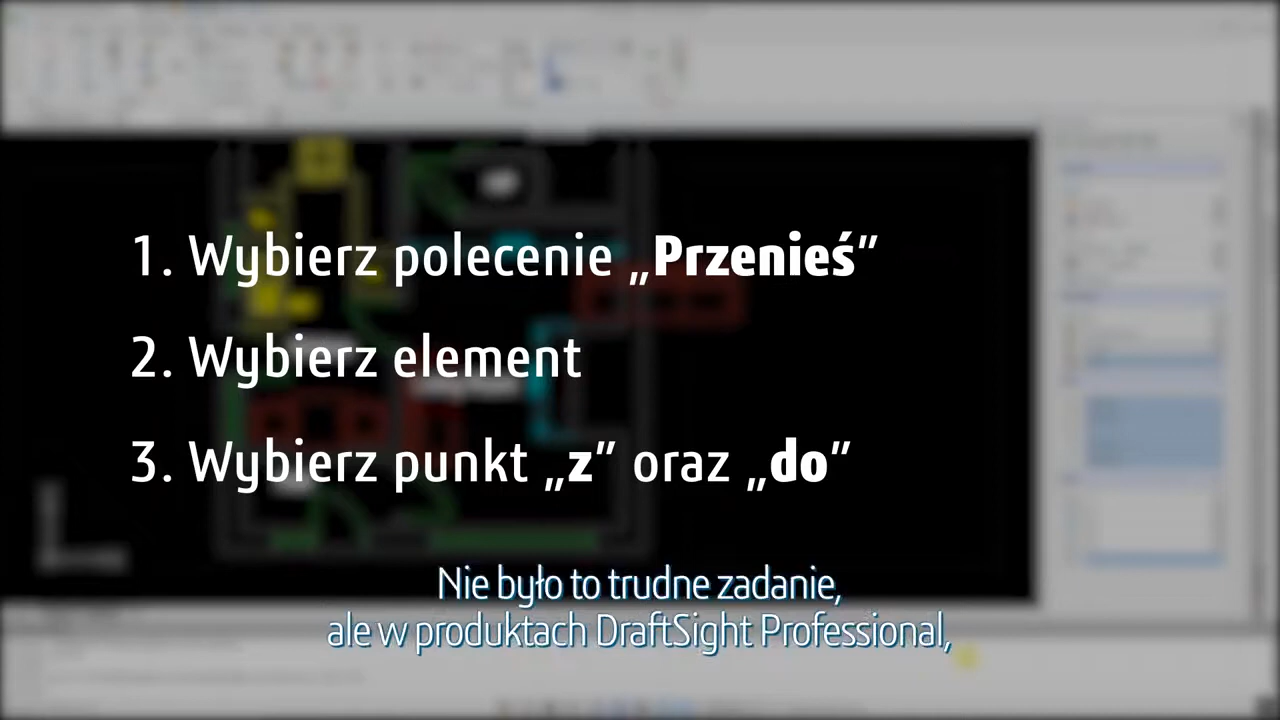 1. Wybierz polecenie „Przenieś”
2. Wybierz element
3. Wybierz punkt „z” oraz „do”
Nie było to trudne zadanie,
ale w produktach DraftSight Professional,